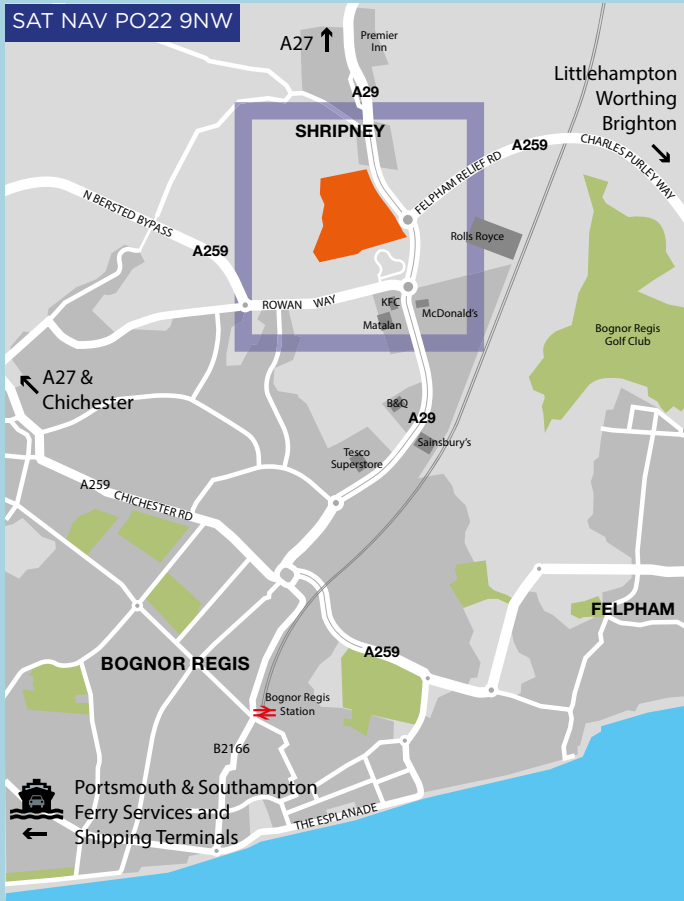 SAT NAV PO22 9NW
A27
Premier
Inn
A29
Littlehampton
Worthing
Brighton
SHRIPNEY
A259
CHARLES PURLEY WAY
FELPHAM RELIEF RD
N BERSTED BYPASS
A259
Rolls Royce
ROWAN WAY
KFC
McDonald's
Matalan
Bognor Regis
Golf Club
A27 &
Chichester
B&Q
A29
Sainsbury's
Tesco
Superstore
A259
CHICHESTER RD
FELPHAM
A259
BOGNOR REGIS
Bognor Regis
Station
B2166
Portsmouth & Southampton
Ferry Services and
Shipping Terminals
THE ESPLANADE